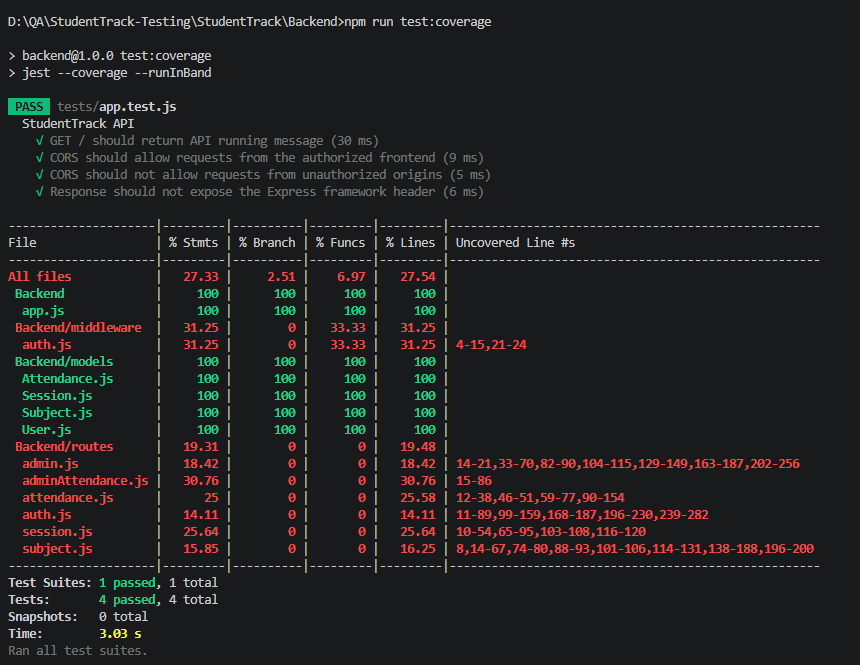 D:\QA\StudentTrack-Testing\StudentTrack\Backend>npm run test:coverage
> backend@1.0.0 test:coverage
> jest --coverage --runInBand
PASS tests/app.test.js
StudentTrack API
√ GET / should return API running message (30 ms)
√ CORS should allow requests from the authorized frontend (9 ms)
√ CORS should not allow requests from unauthorized origins (5 ms)
√ Response should not expose the Express framework header (6 ms)
---------------------|---------|----------|---------|---------|------------------------------------------------------
File                 | % Stmts | % Branch | % Funcs | % Lines | Uncovered Line #s
---------------------|---------|----------|---------|---------|------------------------------------------------------
All files            |   27.33 |     2.51 |    6.97 |   27.54 |
Backend              |     100 |      100 |     100 |     100 |
app.js               |     100 |      100 |     100 |     100 |
Backend/middleware   |   31.25 |        0 |   33.33 |   31.25 |
auth.js              |   31.25 |        0 |   33.33 |   31.25 | 4-15,21-24
Backend/models       |     100 |      100 |     100 |     100 |
Attendance.js        |     100 |      100 |     100 |     100 |
Session.js           |     100 |      100 |     100 |     100 |
Subject.js           |     100 |      100 |     100 |     100 |
User.js              |     100 |      100 |     100 |     100 |
Backend/routes       |   19.31 |        0 |       0 |   19.48 |
admin.js             |   18.42 |        0 |       0 |   18.42 | 14-21,33-70,82-90,104-115,129-149,163-187,202-256
adminAttendance.js   |   30.76 |        0 |       0 |   30.76 | 15-86
attendance.js        |      25 |        0 |       0 |   25.58 | 12-38,46-51,59-77,90-154
auth.js              |   14.11 |        0 |       0 |   14.11 | 11-89,99-159,168-187,196-230,239-282
session.js           |   25.64 |        0 |       0 |   25.64 | 10-54,65-95,103-108,116-120
subject.js           |   15.85 |        0 |       0 |   16.25 | 8,14-67,74-80,88-93,101-106,114-131,138-188,196-200
---------------------|---------|----------|---------|---------|------------------------------------------------------
Test Suites: 1 passed, 1 total
Tests:       4 passed, 4 total
Snapshots:   0 total
Time:        3.03 s
Ran all test suites.